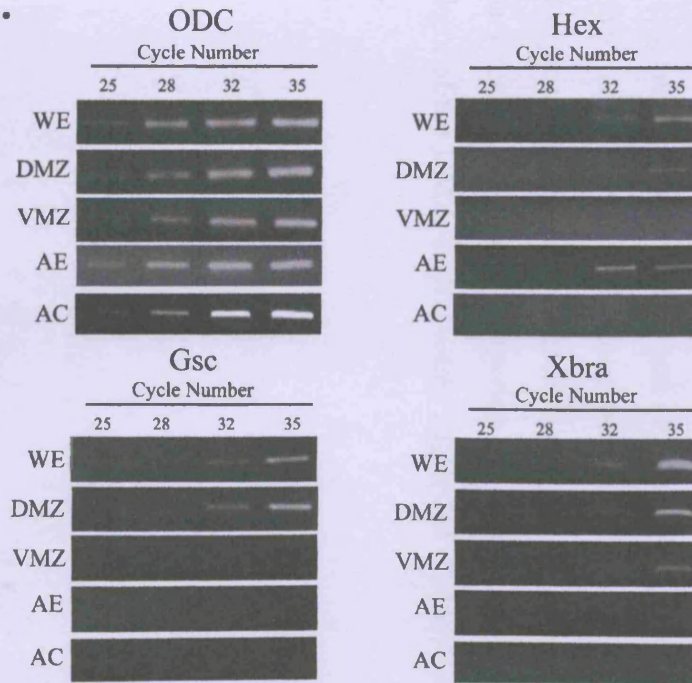 ODC
Cycle Number
25 28 32 35
WE
DMZ
VMZ
AE
AC
Hex
Cycle Number
25 28 32 35
WE
DMZ
VMZ
AE
AC
Gsc
Cycle Number
25 28 32 35
WE
DMZ
VMZ
AE
AC
Xbra
Cycle Number
25 28 32 35
WE
DMZ
VMZ
AE
AC